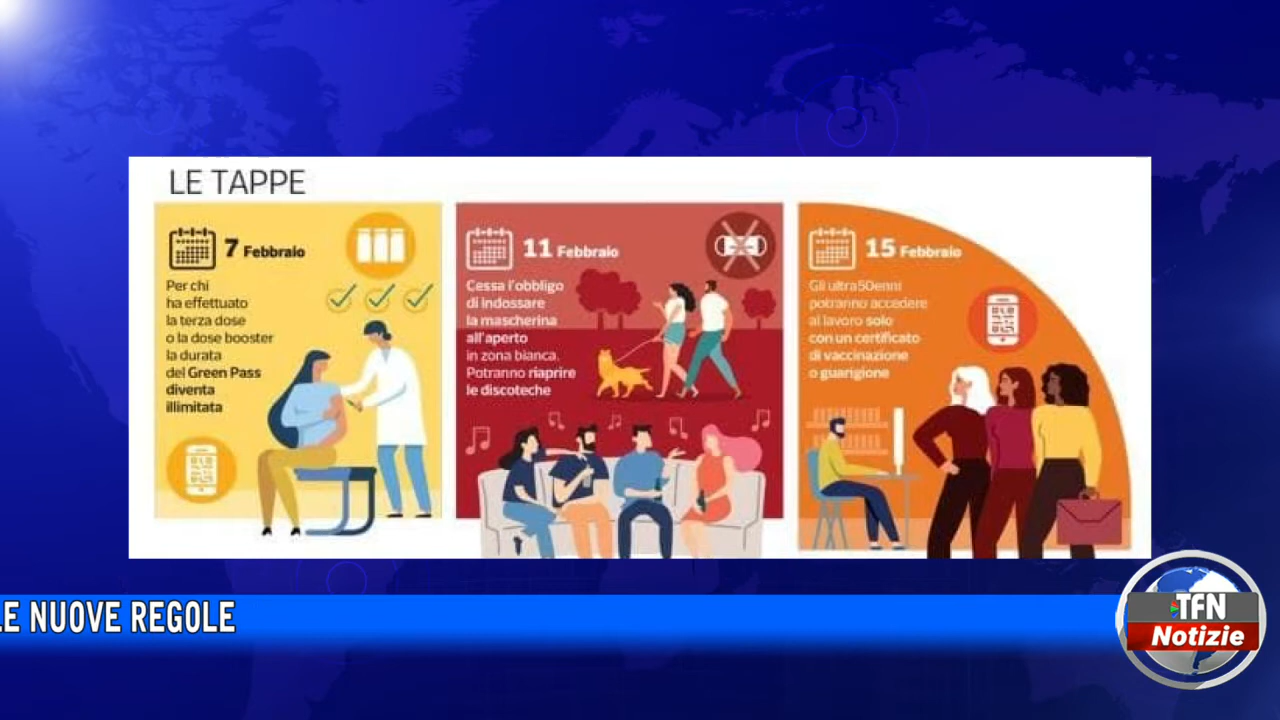 LE TAPPE
7 Febbraio
Per chi
ha effettuato
la terza dose
o la dose booster
la durata
del Green Pass
diventa
illimitata
11 Febbraio
Cessa l'obbligo
di indossare
la mascherina
all'aperto
in zona bianca.
Potranno riaprire
le discoteche
15 Febbraio
Gli ultra50enni
potranno accedere
al lavoro solo
con un certificato
di vaccinazione
o guarigione
LE NUOVE REGOLE
TFN
Notizie